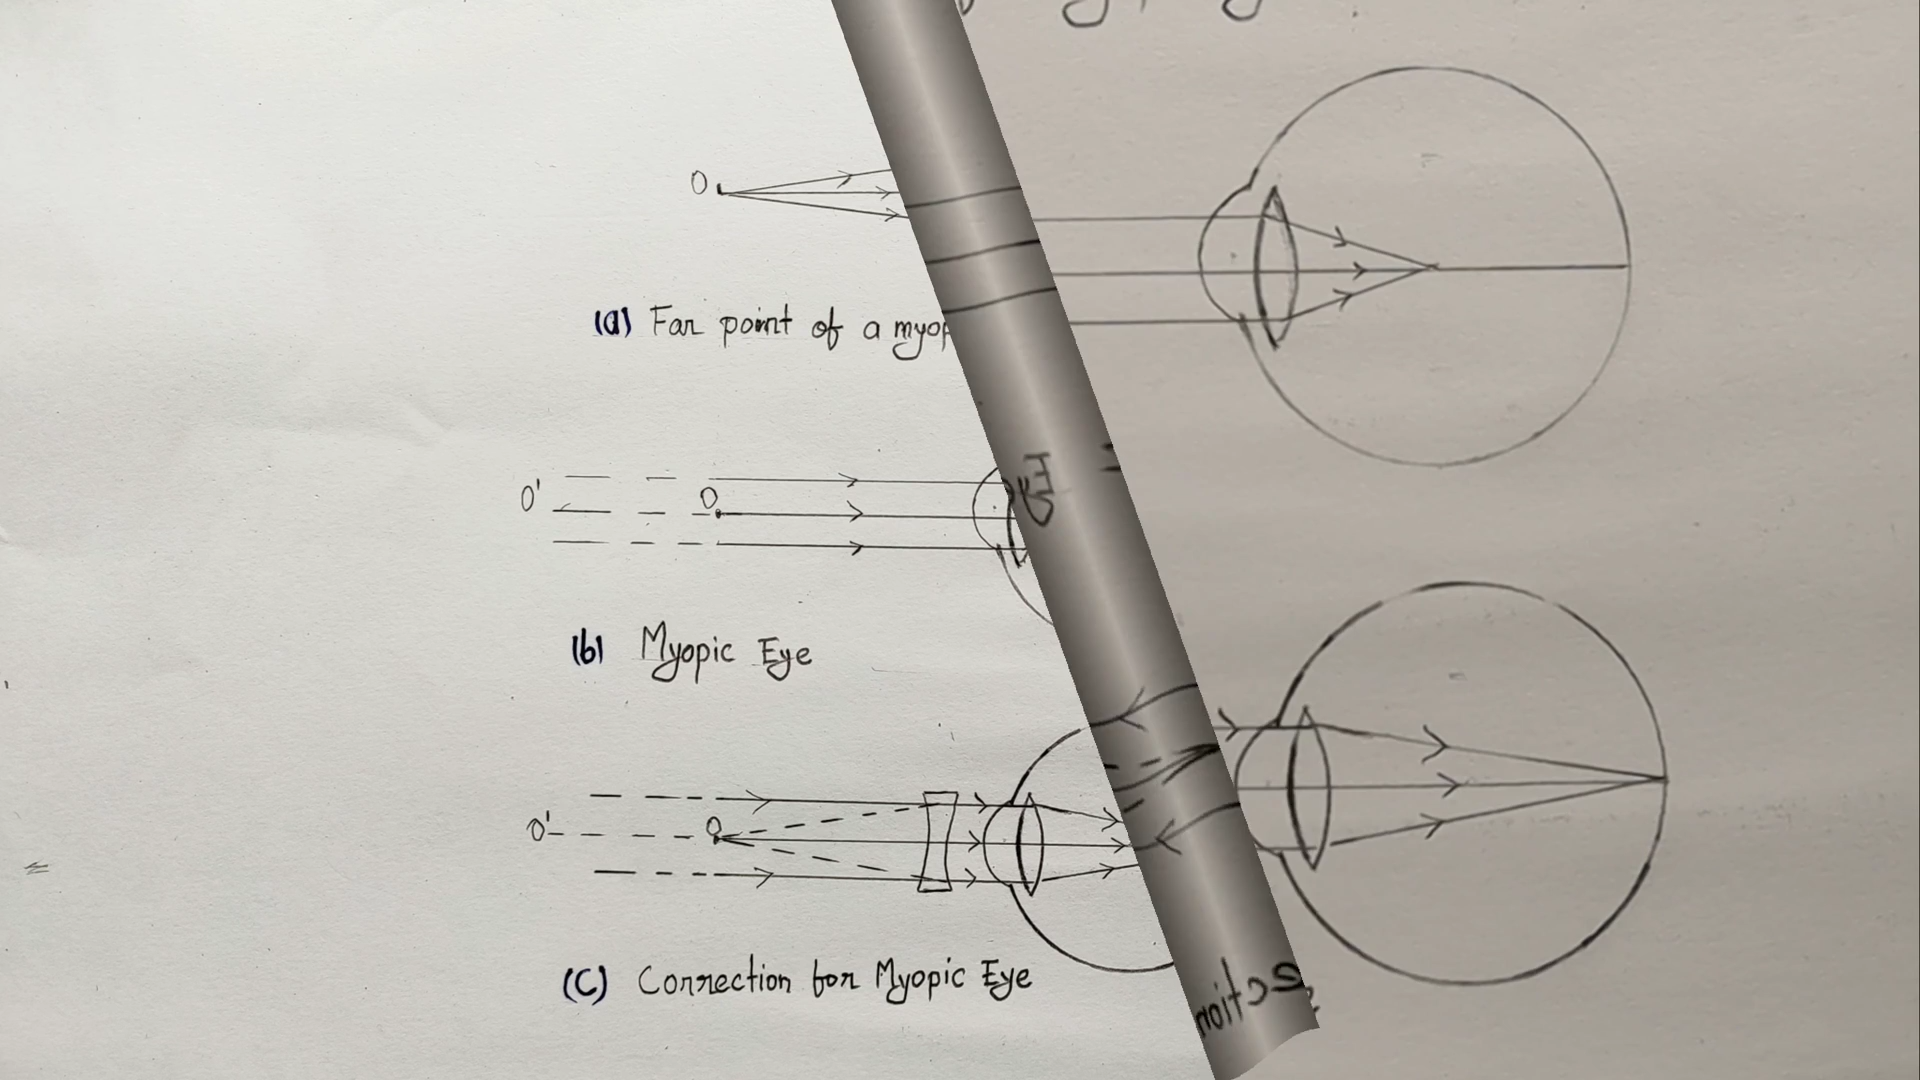 O
(a) Far point of a myop
O' O
(b) Myopic Eye
O' O
(C) Correction for Myopic Eye